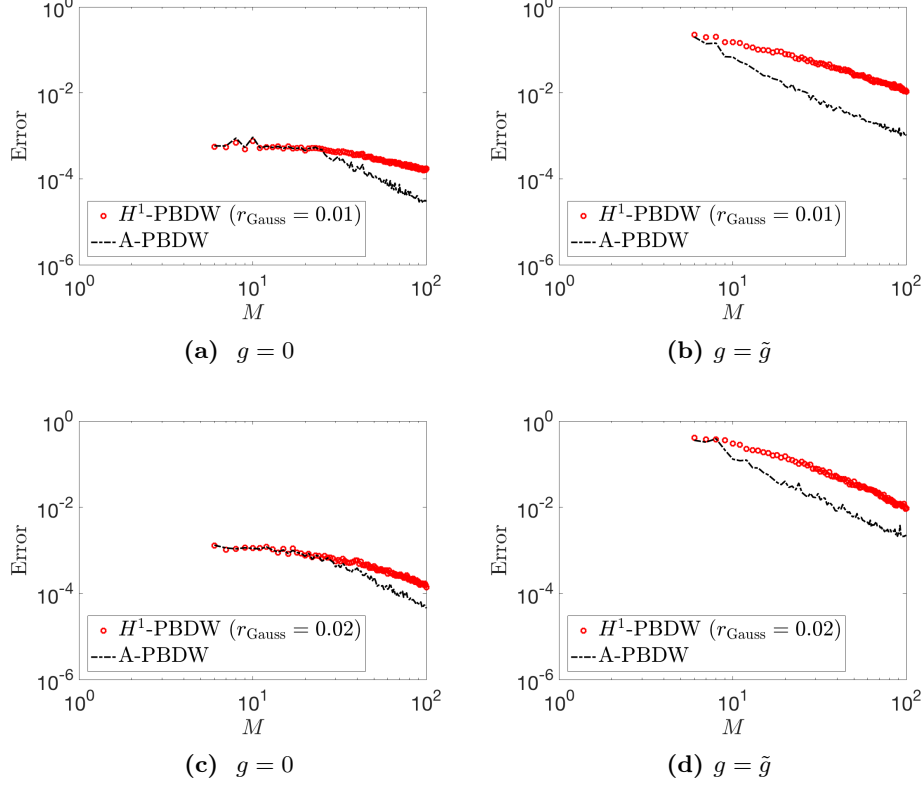 10^0
10^-2
10^-4
10^-6
Error
H^1-PBDW (r_Gauss = 0.01)
A-PBDW
10^0 10^1 10^2
M
(a) g = 0
10^0
10^-2
10^-4
10^-6
Error
H^1-PBDW (r_Gauss = 0.01)
A-PBDW
10^0 10^1 10^2
M
(b) g = g̃
10^0
10^-2
10^-4
10^-6
Error
H^1-PBDW (r_Gauss = 0.02)
A-PBDW
10^0 10^1 10^2
M
(c) g = 0
10^0
10^-2
10^-4
10^-6
Error
H^1-PBDW (r_Gauss = 0.02)
A-PBDW
10^0 10^1 10^2
M
(d) g = g̃